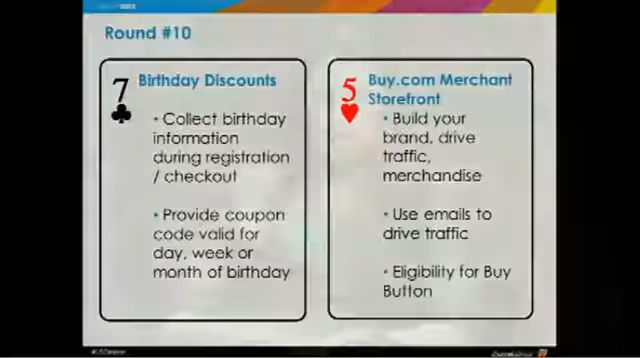 Round #10
7
Birthday Discounts
• Collect birthday
information
during registration
/ checkout
• Provide coupon
code valid for
day, week or
month of birthday
5
Buy.com Merchant
Storefront
• Build your
brand, drive
traffic,
merchandise
• Use emails to
drive traffic
• Eligibility for Buy
Button